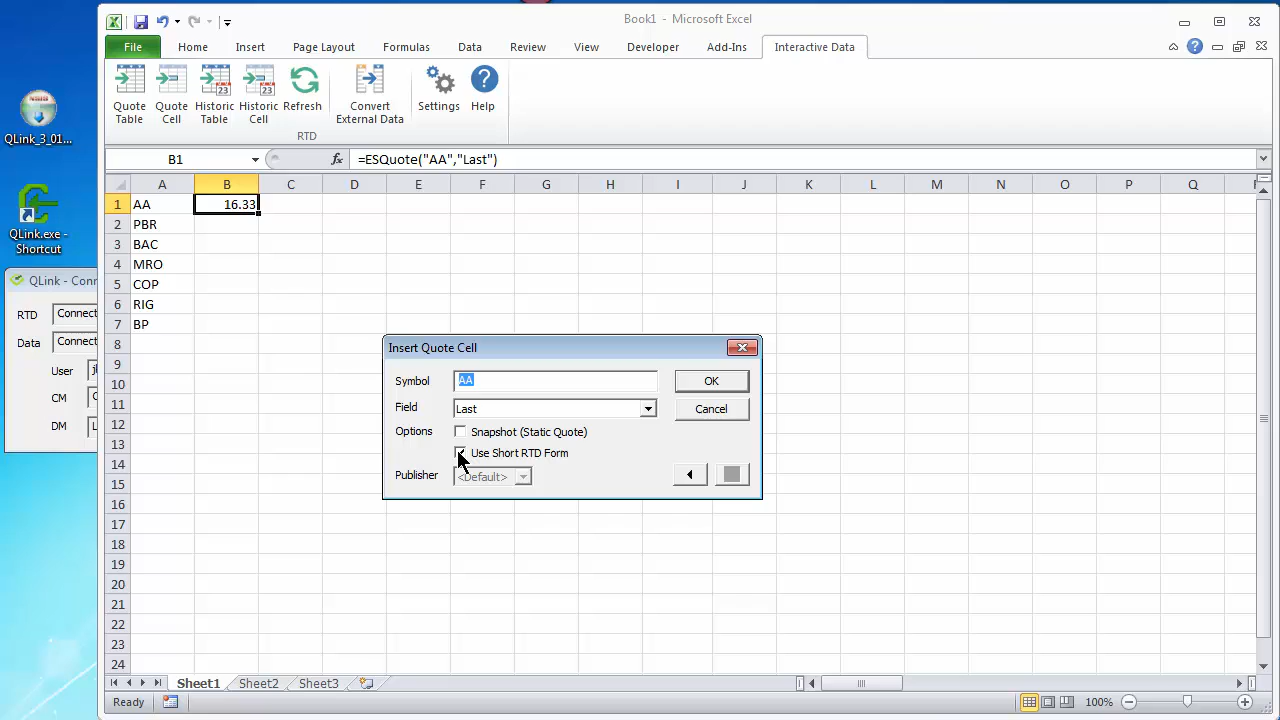 Book1 - Microsoft Excel
File Home Insert Page Layout Formulas Data Review View Developer Add-Ins Interactive Data
Quote Table
Quote Cell
Historic Table
Historic Cell
Refresh
Convert External Data
Settings
Help
RTD
B1 fx =ESQuote("AA","Last")
A B C D E F G H I J K L M N O P Q
1 AA 16.33
2 PBR
3 BAC
4 MRO
5 COP
6 RIG
7 BP
8
9
10
11
12
13
14
15
16
17
18
19
20
21
22
23
24
QLink_3_01...
QLink.exe - Shortcut
QLink - Conn
RTD Connect
Data Connect
User
CM
DM
Insert Quote Cell
Symbol AA OK
Field Last Cancel
Options Snapshot (Static Quote)
Use Short RTD Form
Publisher <Default>
Sheet1 Sheet2 Sheet3
Ready 100%